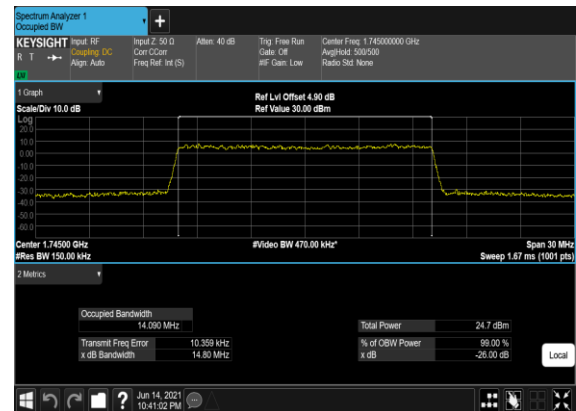 Spectrum Analyzer 1
Occupied BW
+
KEYSIGHT
R T
LW
Input: RF
Coupling: DC
Align: Auto
Input Z: 50 Ω
Corr CCorr
Freq Ref: Int (S)
Atten: 40 dB
Trig: Free Run
Gate: Off
#IF Gain: Low
Center Freq: 1.745000000 GHz
Avg|Hold: 500/500
Radio Std: None
1 Graph
Scale/Div 10.0 dB
Ref Lvl Offset 4.90 dB
Ref Value 30.00 dBm
Log
20.0
10.0
0.00
-10.0
-20.0
-30.0
-40.0
-50.0
-60.0
Center 1.74500 GHz
#Res BW 150.00 kHz
#Video BW 470.00 kHz*
Span 30 MHz
Sweep 1.67 ms (1001 pts)
2 Metrics
Occupied Bandwidth
14.090 MHz
Total Power 24.7 dBm
Transmit Freq Error 10.359 kHz
% of OBW Power 99.00 %
x dB Bandwidth 14.80 MHz
x dB -26.00 dB
Local
?
Jun 14, 2021
10:41:02 PM